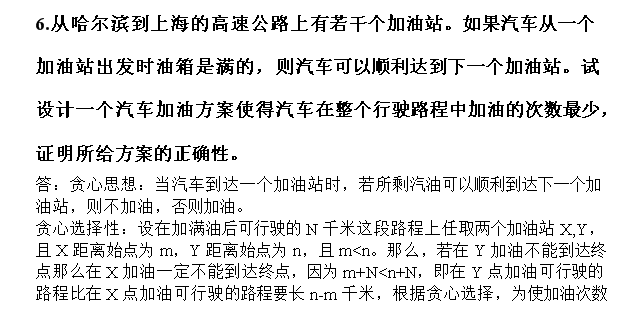 6.从哈尔滨到上海的高速公路上有若干个加油站。如果汽车从一个
加油站出发时油箱是满的，则汽车可以顺利达到下一个加油站。试
设计一个汽车加油方案使得汽车在整个行驶路程中加油的次数最少，
证明所给方案的正确性。
答：贪心思想：当汽车到达一个加油站时，若所剩汽油可以顺利到达下一个加
油站，则不加油，否则加油。
贪心选择性：设在加满油后可行驶的 N 千米这段路程上任取两个加油站 X,Y，
且 X 距离始点为 m，Y 距离始点为 n，且 m<n。那么，若在 Y 加油不能到达终
点那么在 X 加油一定不能到达终点，因为 m+N<n+N，即在 Y 点加油可行驶的
路程比在 X 点加油可行驶的路程要长 n-m 千米，根据贪心选择，为使加油次数